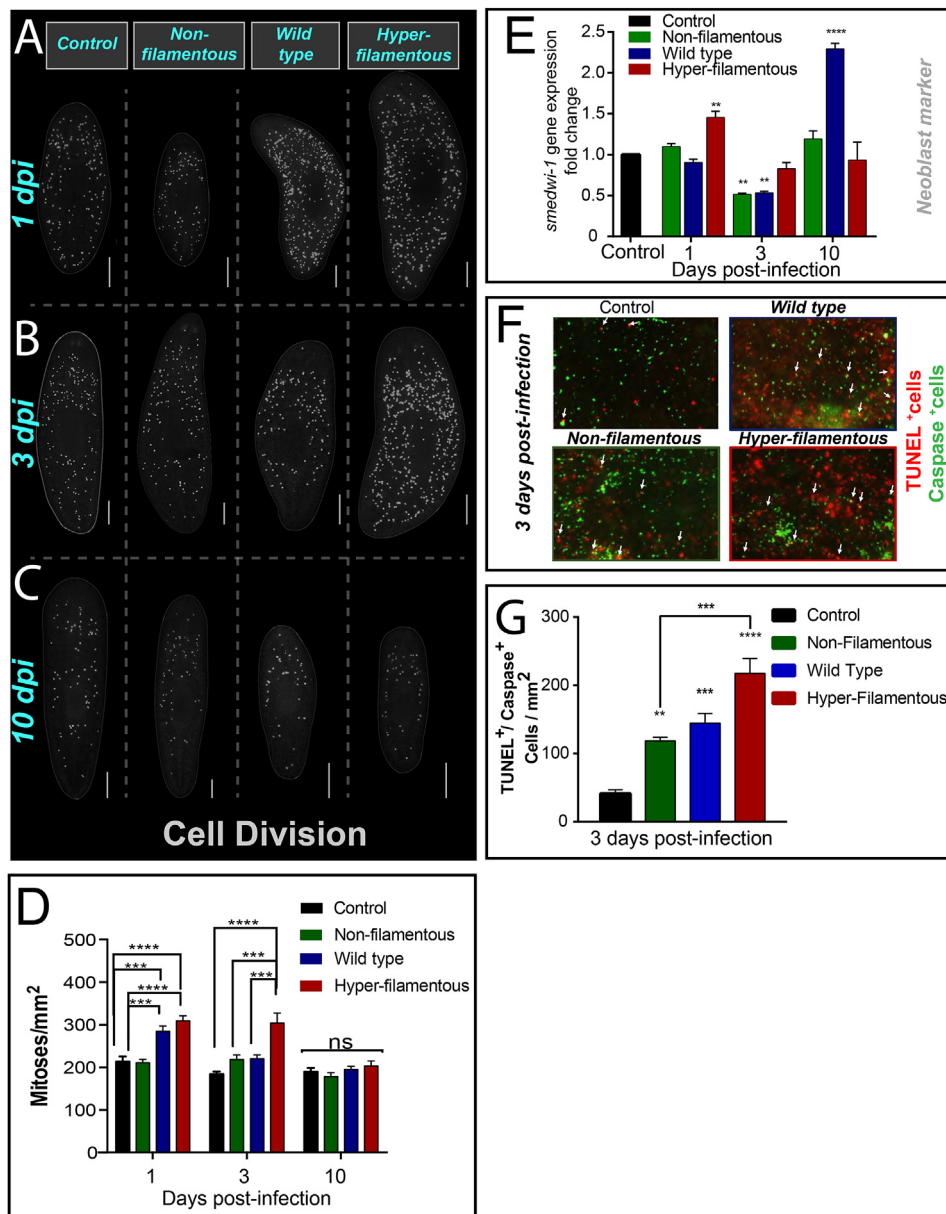 A
Control
Non-
filamentous
Wild
type
Hyper-
filamentous
1 dpi
B
3 dpi
C
10 dpi
Cell Division
D
Control
Non-filamentous
Wild type
Hyper-filamentous
Mitoses/mm2
500
400
300
200
100
0
****
***
****
***
****
***
***
ns
1 3 10
Days post-infection
E
Control
Non-filamentous
Wild type
Hyper-filamentous
smedwi-1 gene expression
fold change
2.5
2.0
1.5
1.0
0.5
0
**
** **
****
Control 1 3 10
Days post-infection
Neoblast marker
F
3 days post-infection
Control
Wild type
Non-filamentous
Hyper-filamentous
TUNEL +cells
Caspase +cells
G
Control
Non-Filamentous
Wild Type
Hyper-Filamentous
TUNEL+/ Caspase+
Cells / mm2
300
200
100
0
***
**
***
****
3 days post-infection